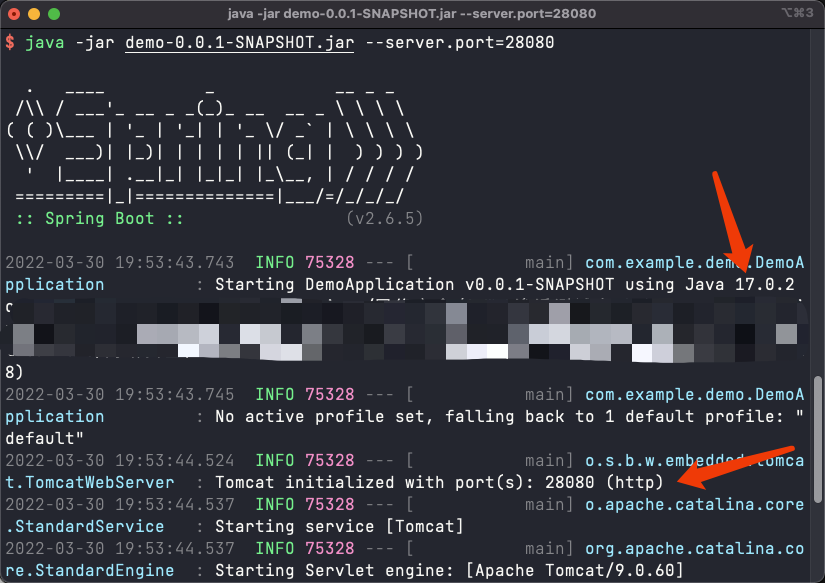 java -jar demo-0.0.1-SNAPSHOT.jar --server.port=28080
⌥⌘3
$ java -jar demo-0.0.1-SNAPSHOT.jar --server.port=28080
  .   ____          _            __ _ _
 /\\ / ___'_ __ _ _(_)_ __  __ _ \ \ \ \
( ( )\___ | '_ | '_| | '_ \/ _` | \ \ \ \
 \\/  ___)| |_)| | | | | || (_| |  ) ) ) )
  '  |____| .__|_| |_|_| |_\__, | / / / /
 =========|_|==============|___/=/_/_/_/
 :: Spring Boot ::                (v2.6.5)
2022-03-30 19:53:43.743  INFO 75328 --- [           main] com.example.demo.DemoA
pplication         : Starting DemoApplication v0.0.1-SNAPSHOT using Java 17.0.2
8)
2022-03-30 19:53:43.745  INFO 75328 --- [           main] com.example.demo.DemoA
pplication         : No active profile set, falling back to 1 default profile: "
default"
2022-03-30 19:53:44.524  INFO 75328 --- [           main] o.s.b.w.embedded.tomca
t.TomcatWebServer  : Tomcat initialized with port(s): 28080 (http)
2022-03-30 19:53:44.537  INFO 75328 --- [           main] o.apache.catalina.core
.StandardService   : Starting service [Tomcat]
2022-03-30 19:53:44.537  INFO 75328 --- [           main] org.apache.catalina.co
re.StandardEngine  : Starting Servlet engine: [Apache Tomcat/9.0.60]